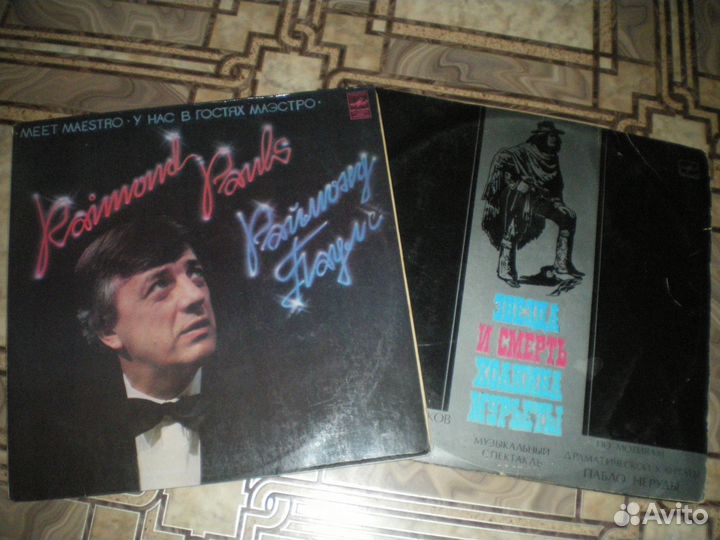 ·MEET MAESTRO · У НАС В ГОСТЯХ МАЭСТРО·
Raimond Pauls
Раймонд
Паулс
ЗВЕЗДА
И СМЕРТЬ
ХОАКИНА
МУРЬЕТЫ
КОВ
МУЗЫКАЛЬНЫЙ
СПЕКТАКЛЬ
ПО МОТИВАМ
ДРАМАТИЧЕСКОЙ КАНТАТЫ
ПАБЛО НЕРУДЫ
Avito